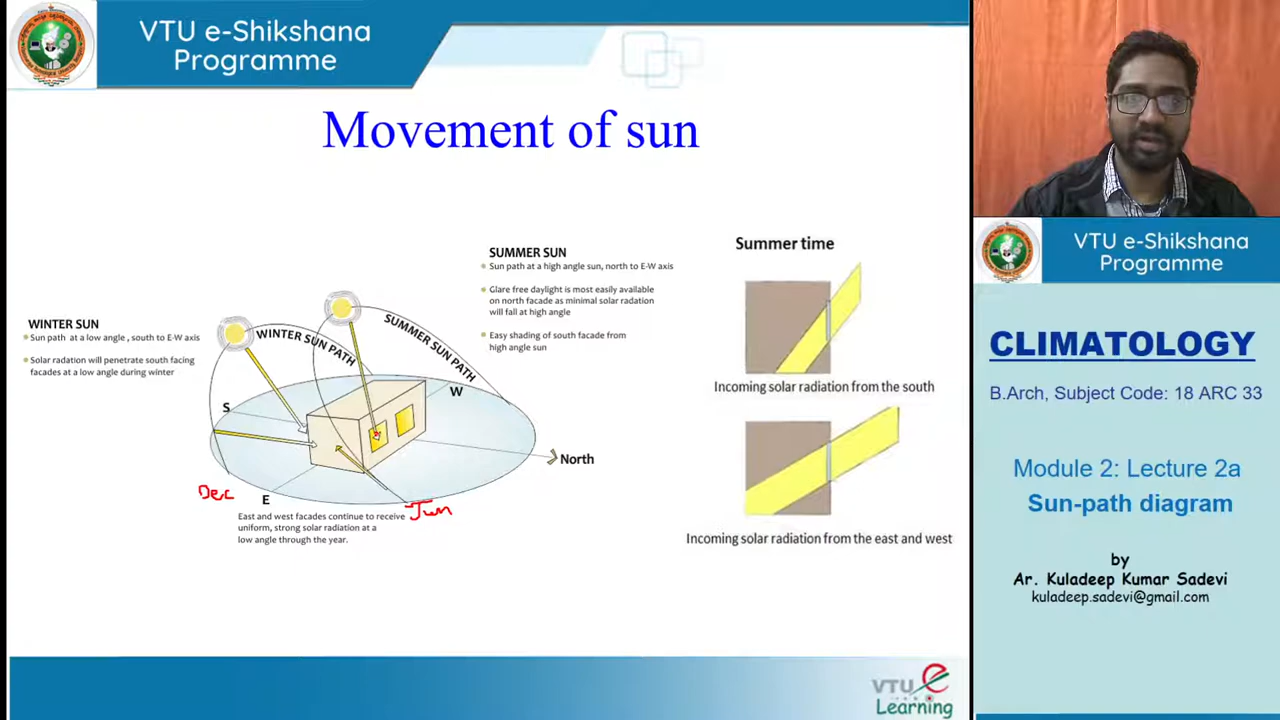 VTU e-Shikshana
Programme
Movement of sun
WINTER SUN
Sun path at a low angle , south to E-W axis
Solar radation will penetrate south facing
facades at a low angle during winter
SUMMER SUN
Sun path at a high angle sun, north to E-W axis
Glare free daylight is most easily available
on north facade as minimal solar radation
will fall at high angle
Easy shading of south facade from
high angle sun
WINTER SUN PATH
SUMMER SUN PATH
S
W
North
E
Dec
Jun
East and west facades continue to receive
uniform, strong solar radiation at a
low angle through the year.
Summer time
Incoming solar radiation from the south
Incoming solar radiation from the east and west
VTU e
Learning
VTU e-Shikshana
Programme
CLIMATOLOGY
B.Arch, Subject Code: 18 ARC 33
Module 2: Lecture 2a
Sun-path diagram
by
Ar. Kuladeep Kumar Sadevi
kuladeep.sadevi@gmail.com